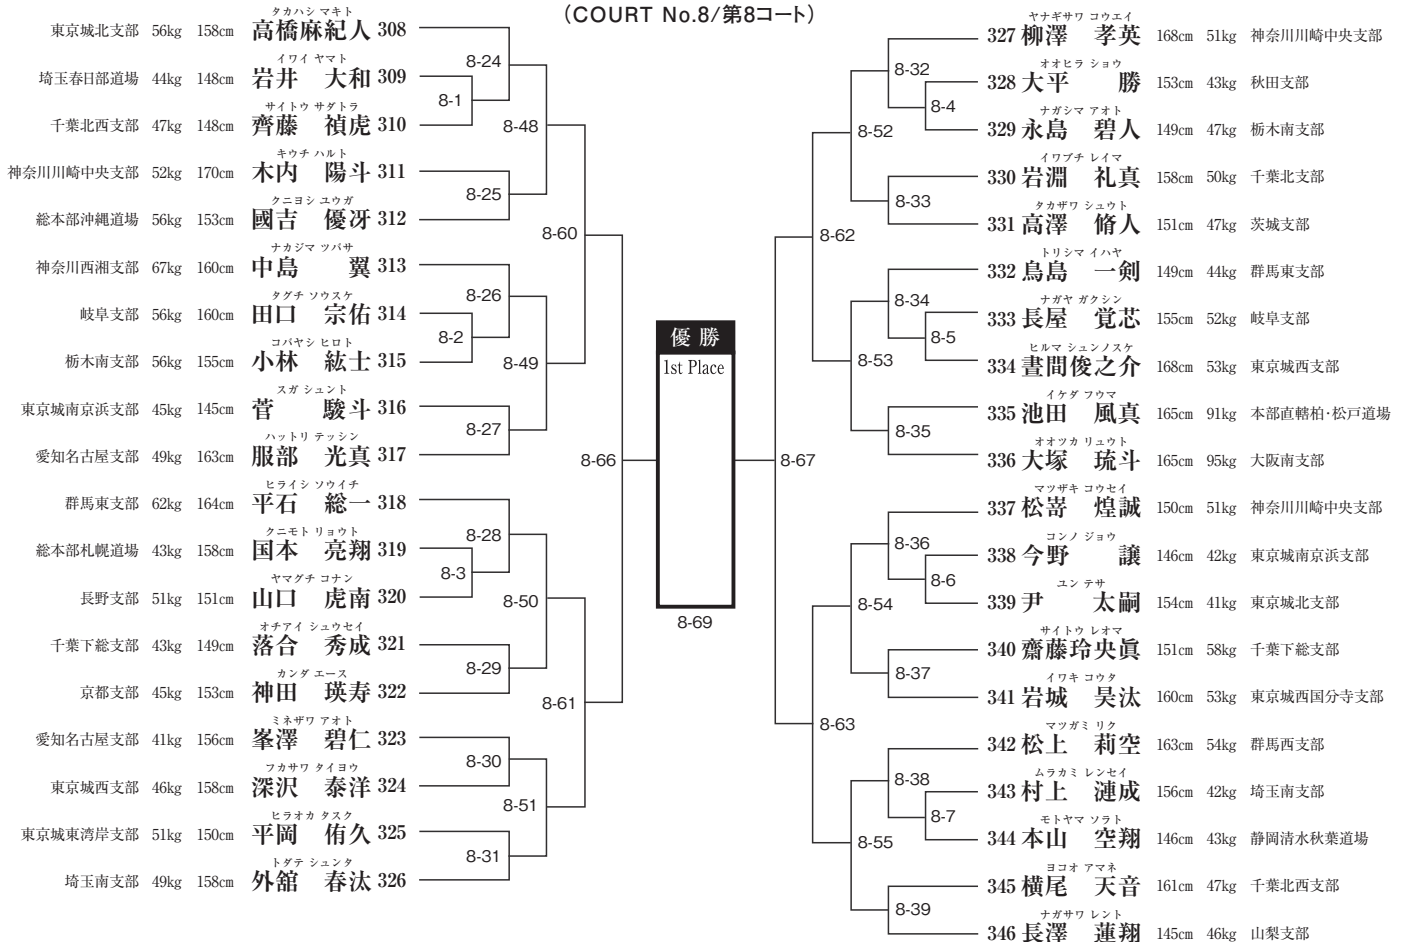 (COURT No.8/第8コート)
タカハシ マキト
東京城北支部 56kg 158cm 高橋麻紀人 308
イワイ ヤマト
埼玉春日部道場 44kg 148cm 岩井 大和 309
サイトウ サダトラ
千葉北西支部 47kg 148cm 齊藤 禎虎 310
キウチ ハルト
神奈川川崎中央支部 52kg 170cm 木内 陽斗 311
クニヨシ ユウガ
総本部沖縄道場 56kg 153cm 國吉 優冴 312
ナカジマ ツバサ
神奈川西湘支部 67kg 160cm 中島 翼 313
タグチ ソウスケ
岐阜支部 56kg 160cm 田口 宗佑 314
コバヤシ ヒロト
栃木南支部 56kg 155cm 小林 紘士 315
スガ シュント
東京城南京浜支部 45kg 145cm 菅 駿斗 316
ハットリ テッシン
愛知名古屋支部 49kg 163cm 服部 光真 317
ヒライシ ソウイチ
群馬東支部 62kg 164cm 平石 総一 318
クニモト リョウト
総本部札幌道場 43kg 158cm 国本 亮翔 319
ヤマグチ コナン
長野支部 51kg 151cm 山口 虎南 320
オチアイ シュウセイ
千葉下総支部 43kg 149cm 落合 秀成 321
カンダ エース
京都支部 45kg 153cm 神田 瑛寿 322
ミネザワ アオト
愛知名古屋支部 41kg 156cm 峯澤 碧仁 323
フカサワ タイヨウ
東京城西支部 46kg 158cm 深沢 泰洋 324
ヒラオカ タスク
東京城東湾岸支部 51kg 150cm 平岡 侑久 325
トダテ シュンタ
埼玉南支部 49kg 158cm 外舘 春汰 326
8-24
8-1
8-48
8-25
8-60
8-26
8-2
8-49
8-27
8-66
8-28
8-3
8-50
8-29
8-61
8-30
8-51
8-31
優勝
1st Place
8-69
8-67
8-32
8-4
8-52
8-33
8-62
8-34
8-5
8-53
8-35
8-36
8-6
8-54
8-37
8-63
8-38
8-7
8-55
8-39
ヤナギサワ コウエイ
327 柳澤 孝英 168cm 51kg 神奈川川崎中央支部
オオヒラ ショウ
328 大平 勝 153cm 43kg 秋田支部
ナガシマ アオト
329 永島 碧人 149cm 47kg 栃木南支部
イワブチ レイマ
330 岩淵 礼真 158cm 50kg 千葉北支部
タカザワ シュウト
331 高澤 脩人 151cm 47kg 茨城支部
トリシマ イハヤ
332 鳥島 一剣 149cm 44kg 群馬東支部
ナガヤ ガクシン
333 長屋 覚芯 155cm 52kg 岐阜支部
ヒルマ シュンノスケ
334 晝間俊之介 168cm 53kg 東京城西支部
イケダ フウマ
335 池田 風真 165cm 91kg 本部直轄柏・松戸道場
オオツカ リュウト
336 大塚 琉斗 165cm 95kg 大阪南支部
マツザキ コウセイ
337 松嵜 煌誠 150cm 51kg 神奈川川崎中央支部
コンノ ジョウ
338 今野 譲 146cm 42kg 東京城南京浜支部
ユン テサ
339 尹 太嗣 154cm 41kg 東京城北支部
サイトウ レオマ
340 齋藤玲央眞 151cm 58kg 千葉下総支部
イワキ コウタ
341 岩城 昊汰 160cm 53kg 東京城西国分寺支部
マツガミ リク
342 松上 莉空 163cm 54kg 群馬西支部
ムラカミ レンセイ
343 村上 漣成 156cm 42kg 埼玉南支部
モトヤマ ソラト
344 本山 空翔 146cm 43kg 静岡清水秋葉道場
ヨコオ アマネ
345 横尾 天音 161cm 47kg 千葉北西支部
ナガサワ レント
346 長澤 蓮翔 145cm 46kg 山梨支部